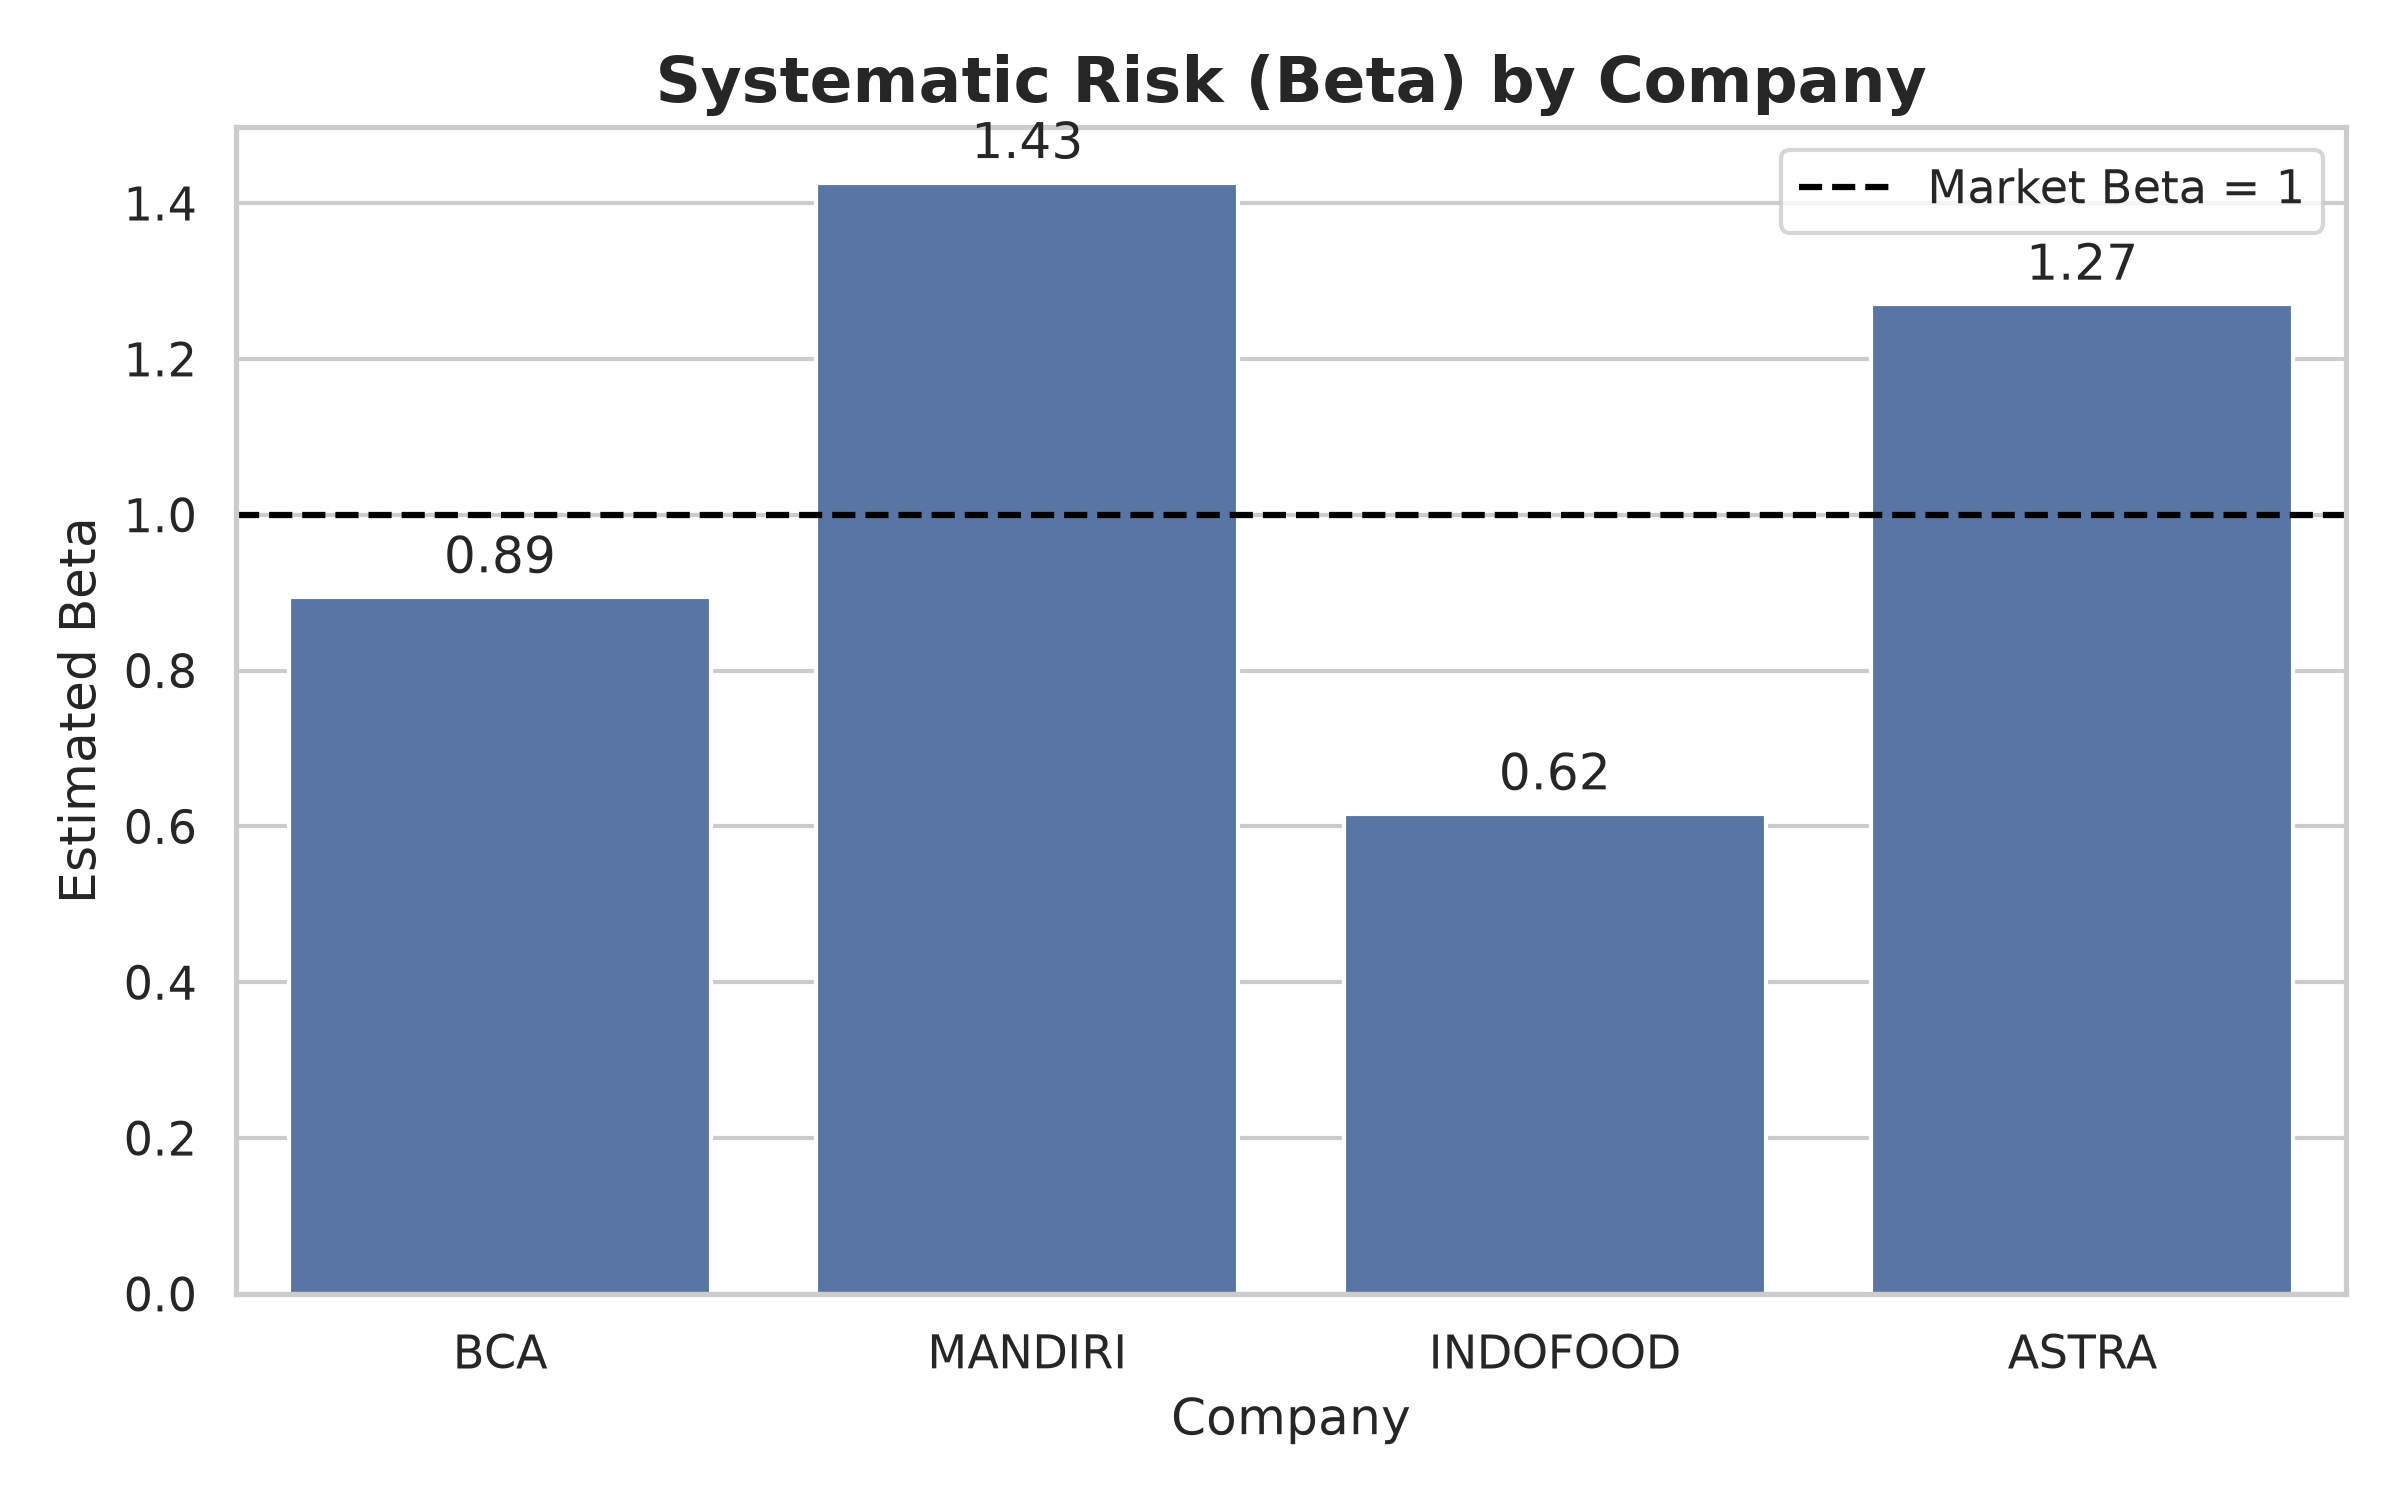 Systematic Risk (Beta) by Company
1.43
Market Beta = 1
1.27
0.89
0.62
1.4
1.2
1.0
0.8
0.6
0.4
0.2
0.0
Estimated Beta
BCA MANDIRI INDOFOOD ASTRA
Company